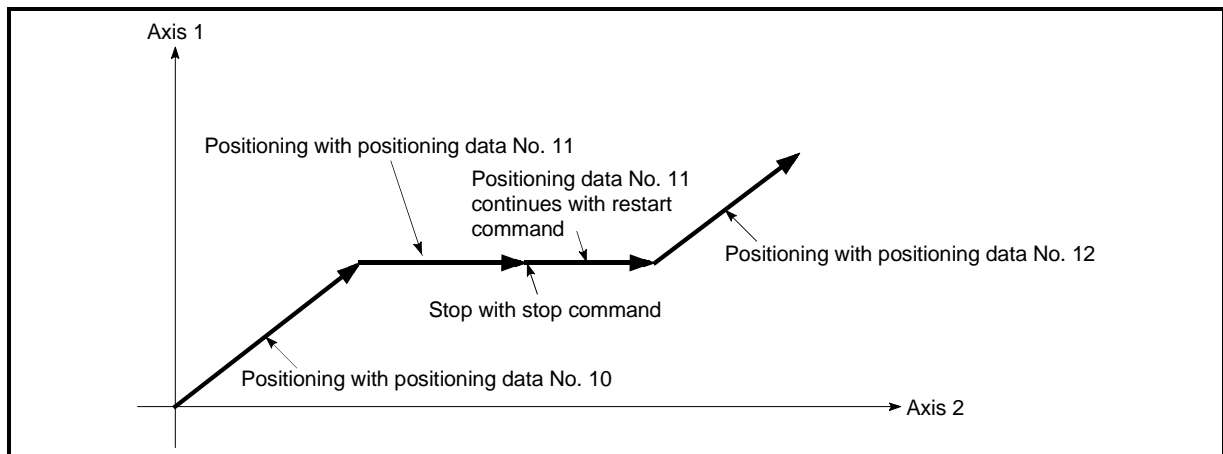 Axis 1
Positioning with positioning data No. 11
Positioning data No. 11
continues with restart
command
Positioning with positioning data No. 12
Stop with stop command
Positioning with positioning data No. 10
Axis 2